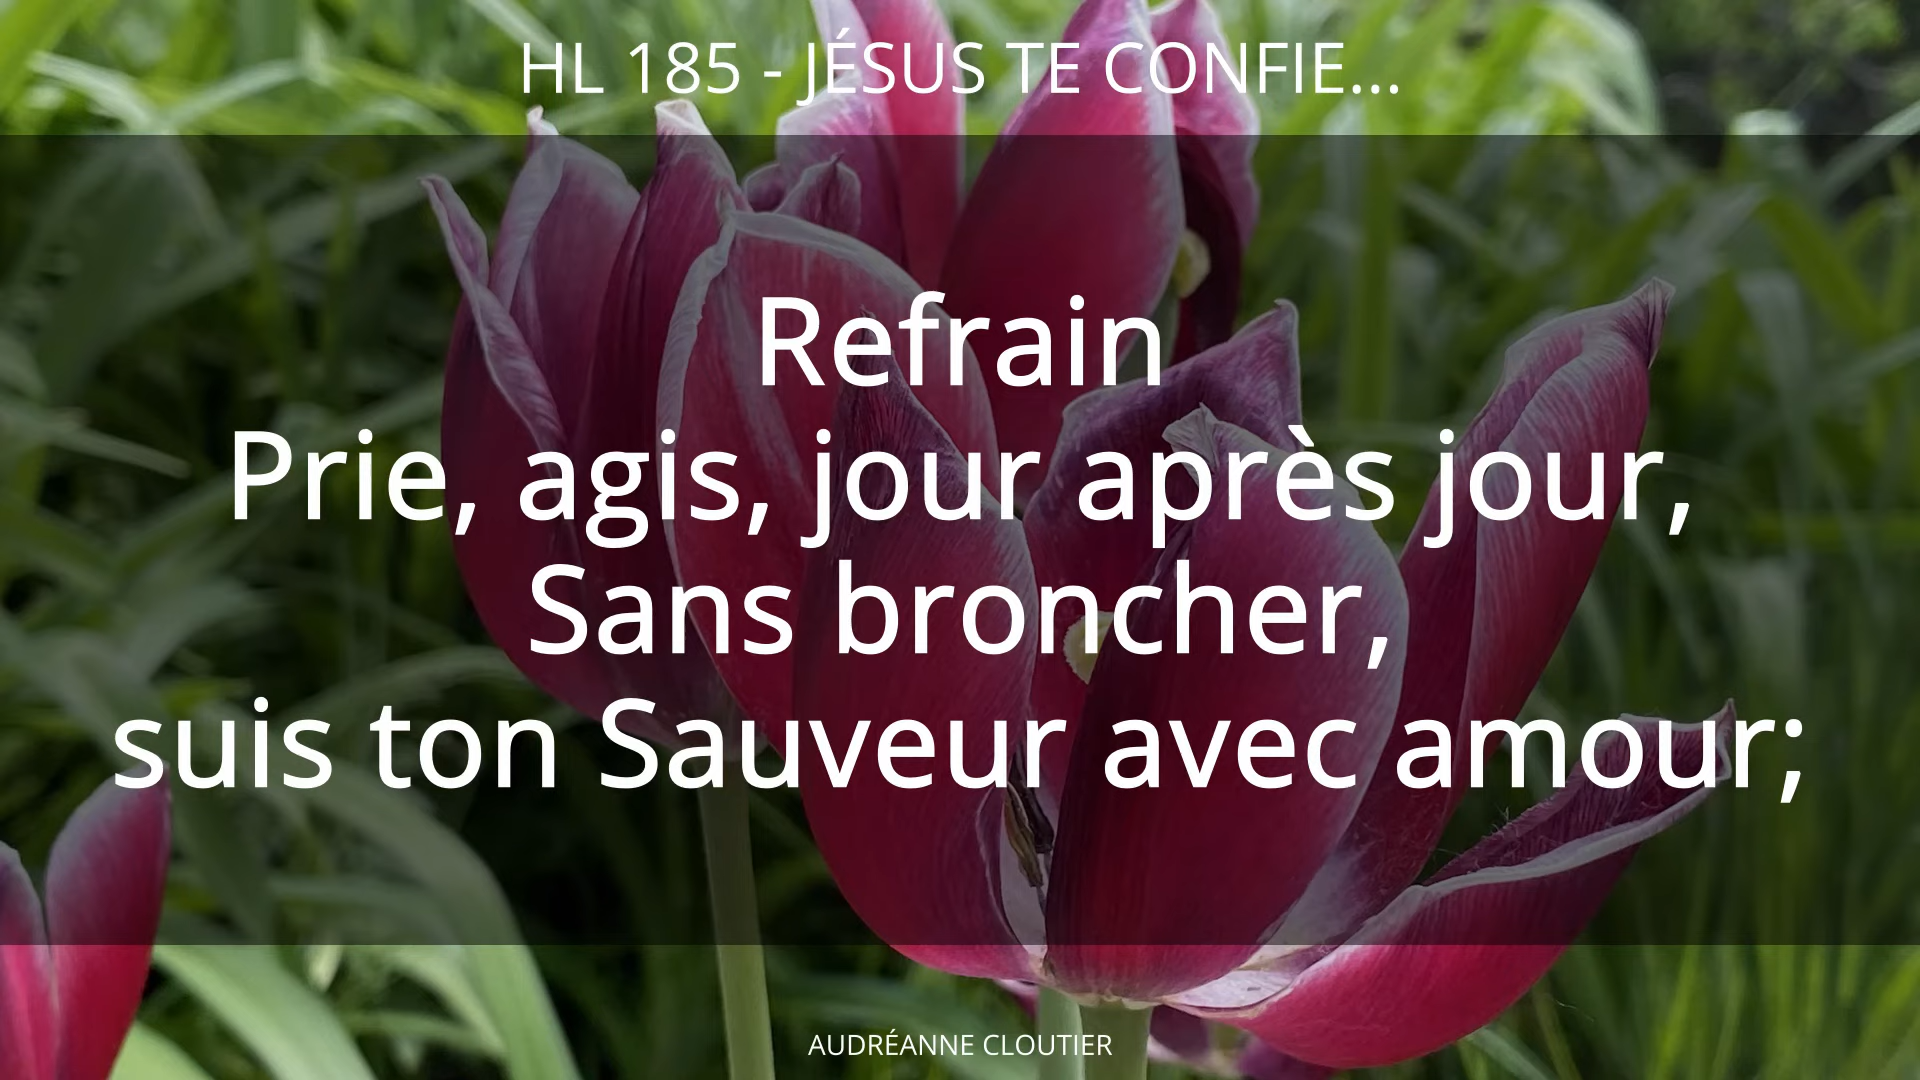 HL 185 - JÉSUS TE CONFIE...
Refrain
Prie, agis, jour après jour,
Sans broncher,
suis ton Sauveur avec amour;
AUDRÉANNE CLOUTIER